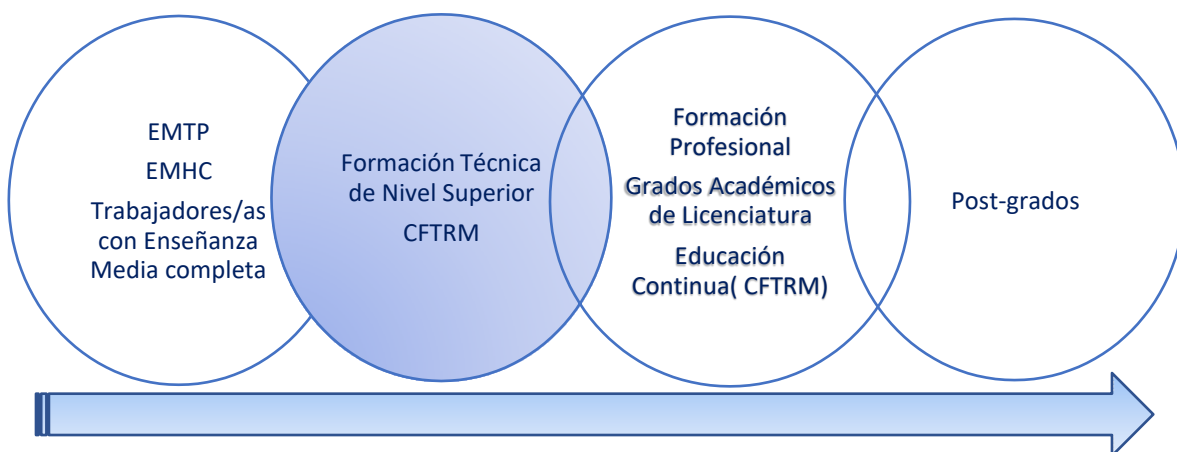 EMTP
EMHC
Trabajadores/as
con Enseñanza
Media completa
Formación Técnica
de Nivel Superior
CFTRM
Formación
Profesional
Grados Académicos
de Licenciatura
Educación
Continua( CFTRM)
Post-grados